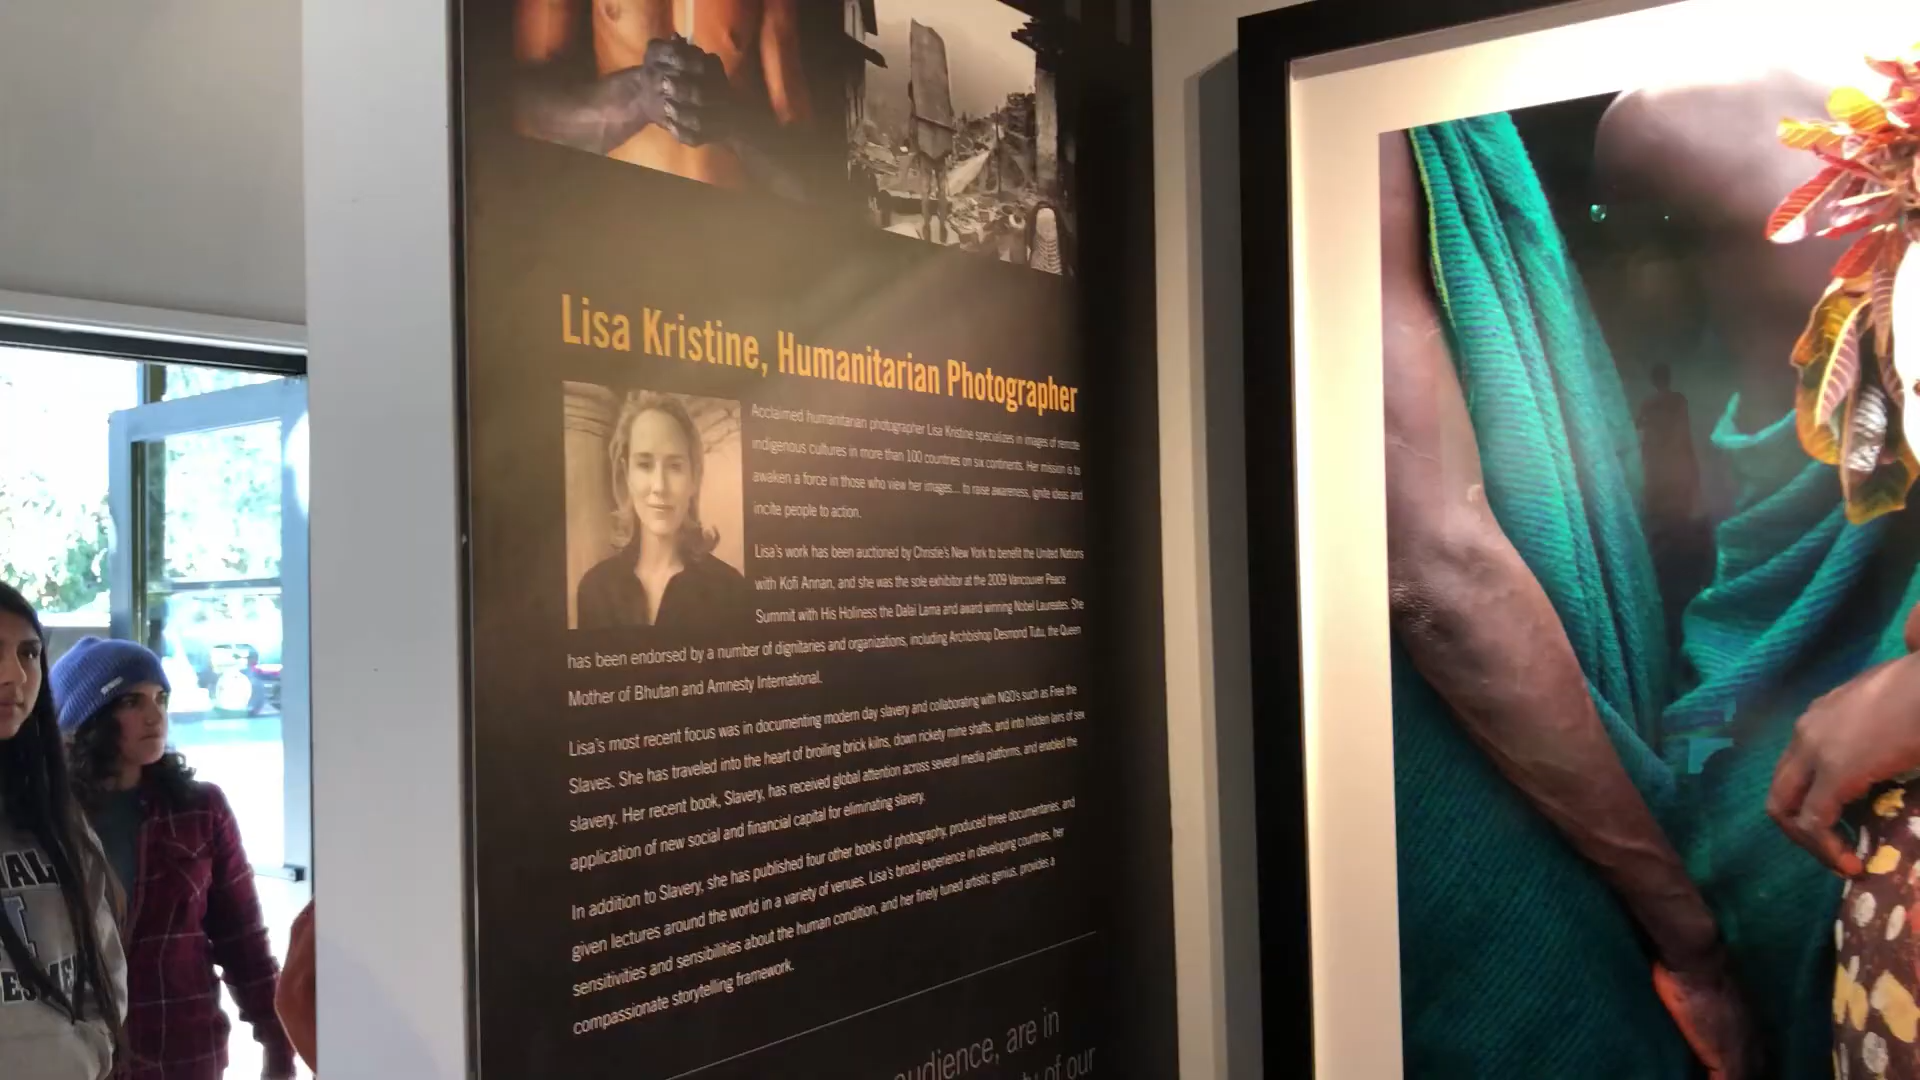 Lisa Kristine, Humanitarian Photographer
Acclaimed humanitarian photographer Lisa Kristine specializes in images of remote
indigenous cultures in more than 100 countries on six continents. Her mission is to
awaken a force in those who view her images... to raise awareness, ignite ideas and
incite people to action.
Lisa's work has been auctioned by Christie's New York to benefit the United Nations
with Kofi Annan, and she was the sole exhibitor at the 2009 Vancouver Peace
Summit with His Holiness the Dalai Lama and award winning Nobel Laureates. She
has been endorsed by a number of dignitaries and organizations, including Archbishop Desmond Tutu, the Queen
Mother of Bhutan and Amnesty International.
Lisa's most recent focus was in documenting modern day slavery and collaborating with NGO's such as Free the
Slaves. She has traveled into the heart of broiling brick kilns, down rickety mine shafts, and into hidden lairs of sex
slavery. Her recent book, Slavery, has received global attention across several media platforms, and enabled the
application of new social and financial capital for eliminating slavery.
In addition to Slavery, she has published four other books of photography, produced three documentaries, and
given lectures around the world in a variety of venues. Lisa's broad experience in developing countries, her
sensitivities and sensibilities about the human condition, and her finely tuned artistic genius, provides a
compassionate storytelling framework.
audience, are in
of our